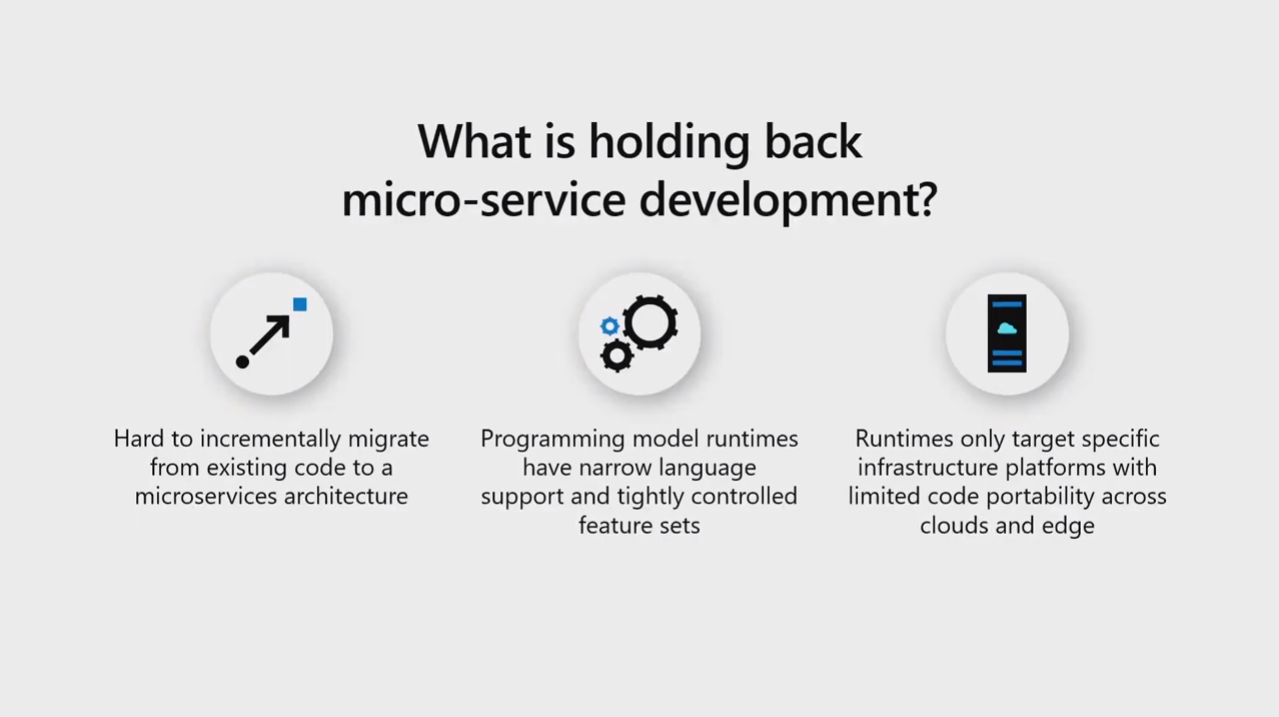 What is holding back
micro-service development?
Hard to incrementally migrate
from existing code to a
microservices architecture
Programming model runtimes
have narrow language
support and tightly controlled
feature sets
Runtimes only target specific
infrastructure platforms with
limited code portability across
clouds and edge